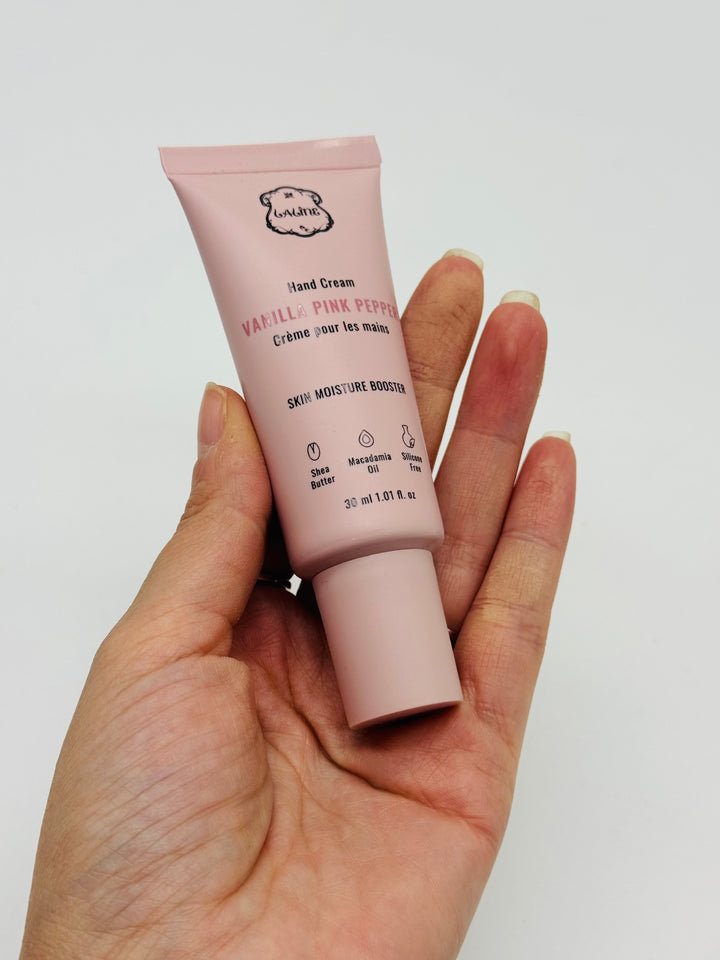 LALINE
Hand Cream
VANILLA PINK PEPPER
Crème pour les mains
SKIN MOISTURE BOOSTER
Shea
Butter
Macadamia
Oil
Silicone
Free
30 ml 1.01 fl. oz